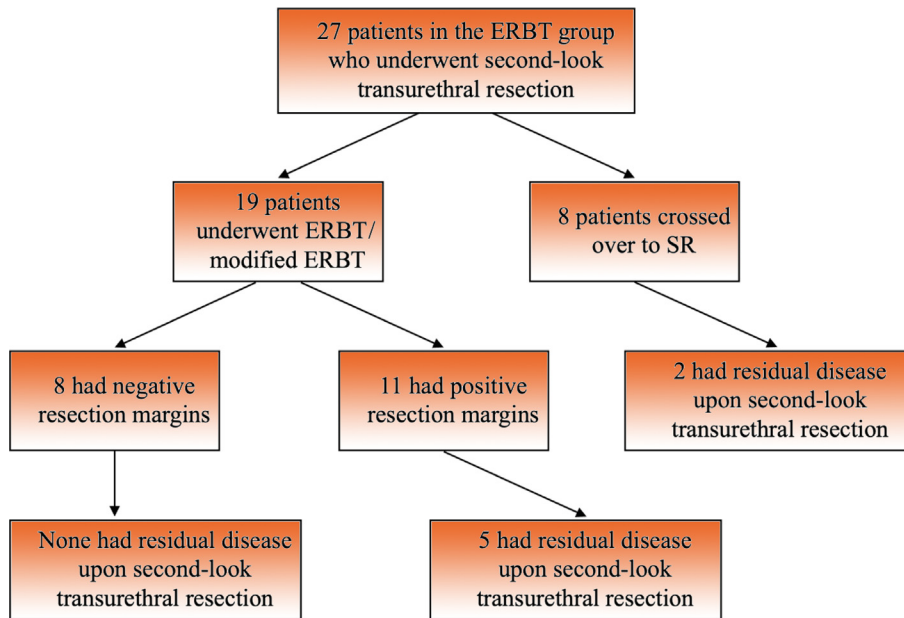 27 patients in the ERBT group
who underwent second-look
transurethral resection
19 patients
underwent ERBT/
modified ERBT
8 patients crossed
over to SR
8 had negative
resection margins
11 had positive
resection margins
2 had residual disease
upon second-look
transurethral resection
None had residual disease
upon second-look
transurethral resection
5 had residual disease
upon second-look
transurethral resection